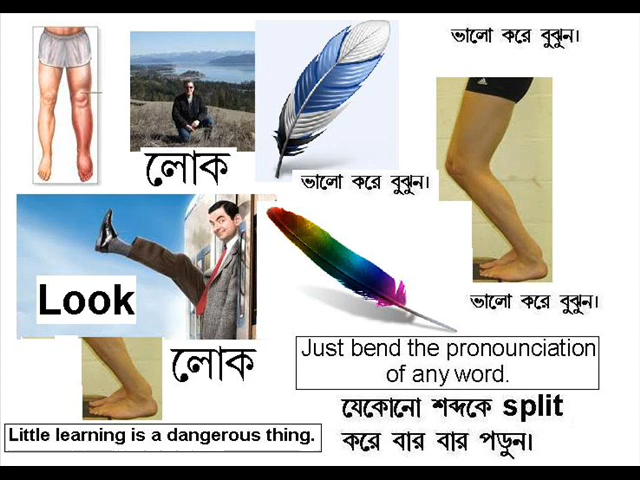 ভালো করে বুঝুন।
লোক
ভালো করে বুঝুন।
Look
ভালো করে বুঝুন।
লোক
Just bend the pronounciation
of any word.
যেকোনো শব্দকে split
করে বার বার পড়ুন।
Little learning is a dangerous thing.